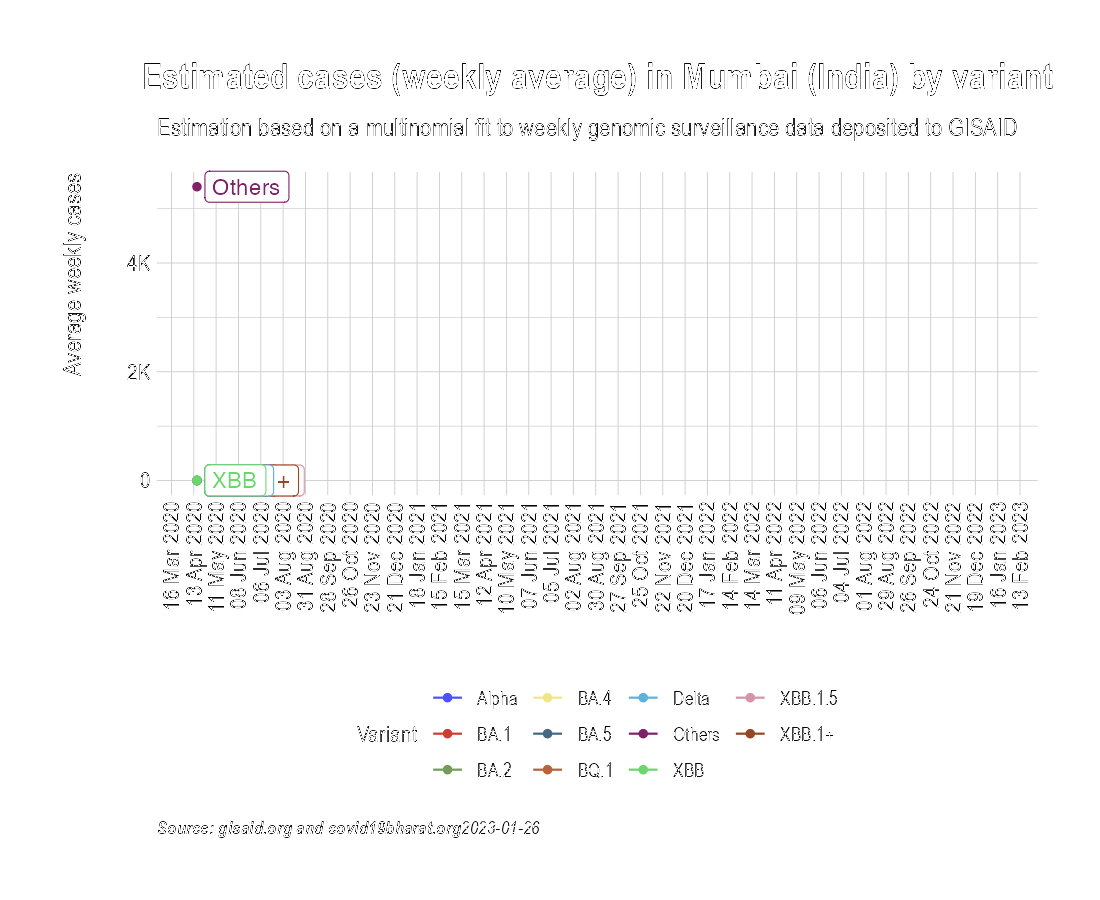 Estimated cases (weekly average) in Mumbai (India) by variant
Estimation based on a multinomial fit to weekly genomic surveillance data deposited to GISAID
Average weekly cases
Others
4K
2K
0
XBB
+
16 Mar 2020
13 Apr 2020
11 May 2020
08 Jun 2020
06 Jul 2020
03 Aug 2020
31 Aug 2020
28 Sep 2020
26 Oct 2020
23 Nov 2020
21 Dec 2020
18 Jan 2021
15 Feb 2021
15 Mar 2021
12 Apr 2021
10 May 2021
07 Jun 2021
05 Jul 2021
02 Aug 2021
30 Aug 2021
27 Sep 2021
25 Oct 2021
22 Nov 2021
20 Dec 2021
17 Jan 2022
14 Feb 2022
14 Mar 2022
11 Apr 2022
09 May 2022
06 Jun 2022
04 Jul 2022
01 Aug 2022
29 Aug 2022
26 Sep 2022
24 Oct 2022
21 Nov 2022
19 Dec 2022
16 Jan 2023
13 Feb 2023
Variant
Alpha
BA.1
BA.2
BA.4
BA.5
BQ.1
Delta
Others
XBB
XBB.1.5
XBB.1+
Source: gisaid.org and covid19bharat.org2023-01-26